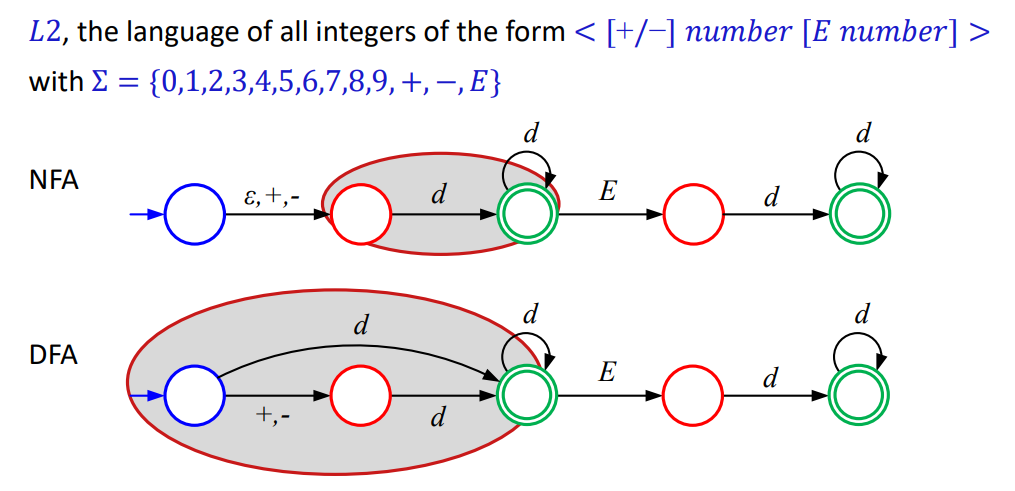 L2, the language of all integers of the form < [+/−] number [E number] >
with Σ = {0,1,2,3,4,5,6,7,8,9, +, −, E}
d d
NFA ε,+,- d E d
d d d
DFA E d
+,- d